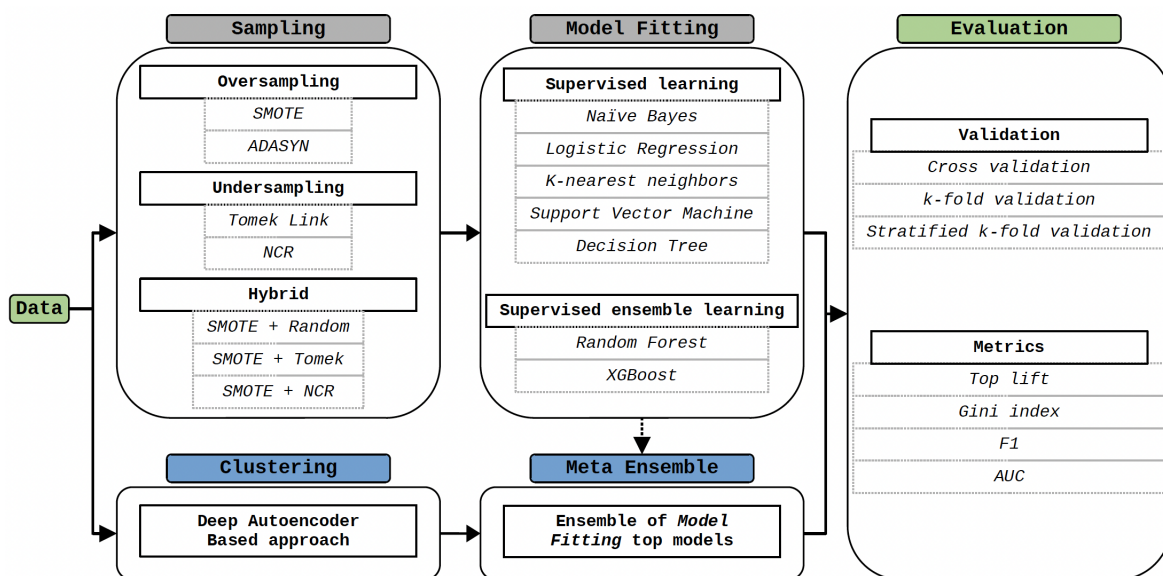 Data
Sampling
Oversampling
SMOTE
ADASYN
Undersampling
Tomek Link
NCR
Hybrid
SMOTE + Random
SMOTE + Tomek
SMOTE + NCR
Clustering
Deep Autoencoder
Based approach
Model Fitting
Supervised learning
Naïve Bayes
Logistic Regression
K-nearest neighbors
Support Vector Machine
Decision Tree
Supervised ensemble learning
Random Forest
XGBoost
Meta Ensemble
Ensemble of Model
Fitting top models
Evaluation
Validation
Cross validation
k-fold validation
Stratified k-fold validation
Metrics
Top lift
Gini index
F1
AUC